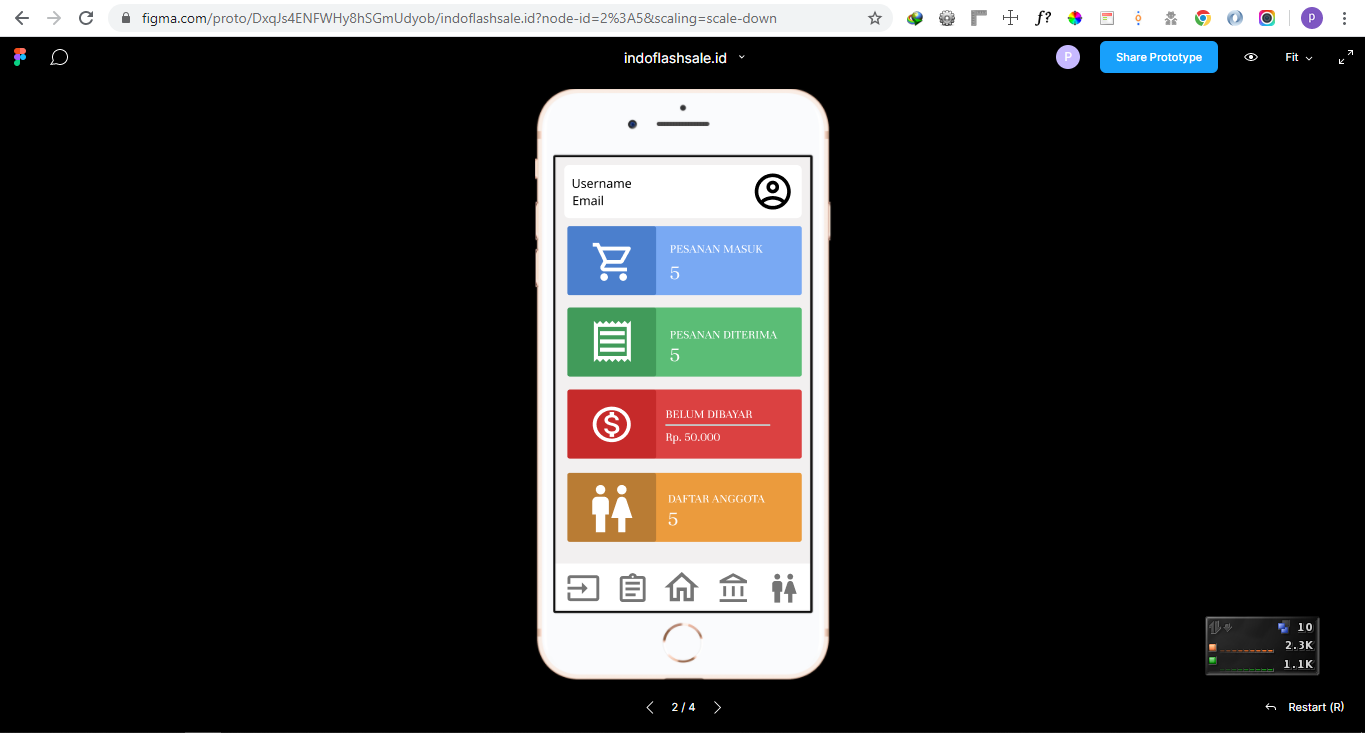 figma.com/proto/DxqJs4ENFWHy8hSGmUdyob/indoflashsale.id?node-id=2%3A5&scaling=scale-down
f?
P
indoflashsale.id
P
Share Prototype
Fit
Username
Email
PESANAN MASUK
5
PESANAN DITERIMA
5
BELUM DIBAYAR
Rp. 50.000
DAFTAR ANGGOTA
5
10
2.3K
1.1K
2 / 4
Restart (R)